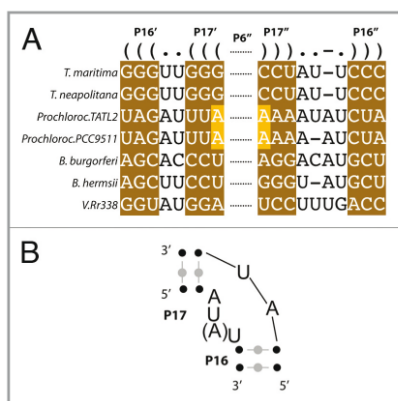 A
P16′ P17′ P6″ P17″ P16″
(((..((( ........ )))..-.)))
T. maritima GGGUUGGG ........ CCUAU-UCCC
T. neapolitana GGGUUGGG ........ CCUAU-UCCC
Prochloroc.TATL2 UAGAUUUA ........ AAAAUAUCUA
Prochloroc.PCC9511 UAGAUUUA ........ AAAA-AUCUA
B. burgorferi AGCACCCU ........ AGGACAUGCU
B. hermsii AGCUUCCU ........ GGGU-AUGCU
V.Rr338 GGUAUGGA ........ UCCUUUGACC
B
3′
U
5′ A
P17 U A
(A) U
P16
3′ 5′